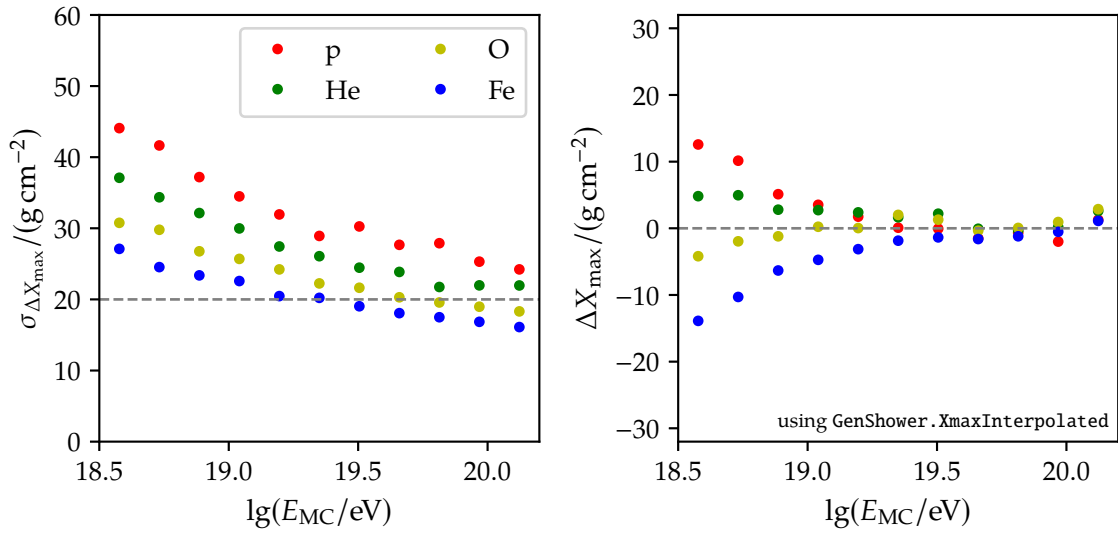 60
50
40
30
20
10
0
σ_{ΔX_max}/(g cm⁻²)
p
He
O
Fe
18.5 19.0 19.5 20.0
lg(E_MC/eV)
30
20
10
0
−10
−20
−30
ΔX_max/(g cm⁻²)
using GenShower.XmaxInterpolated
18.5 19.0 19.5 20.0
lg(E_MC/eV)